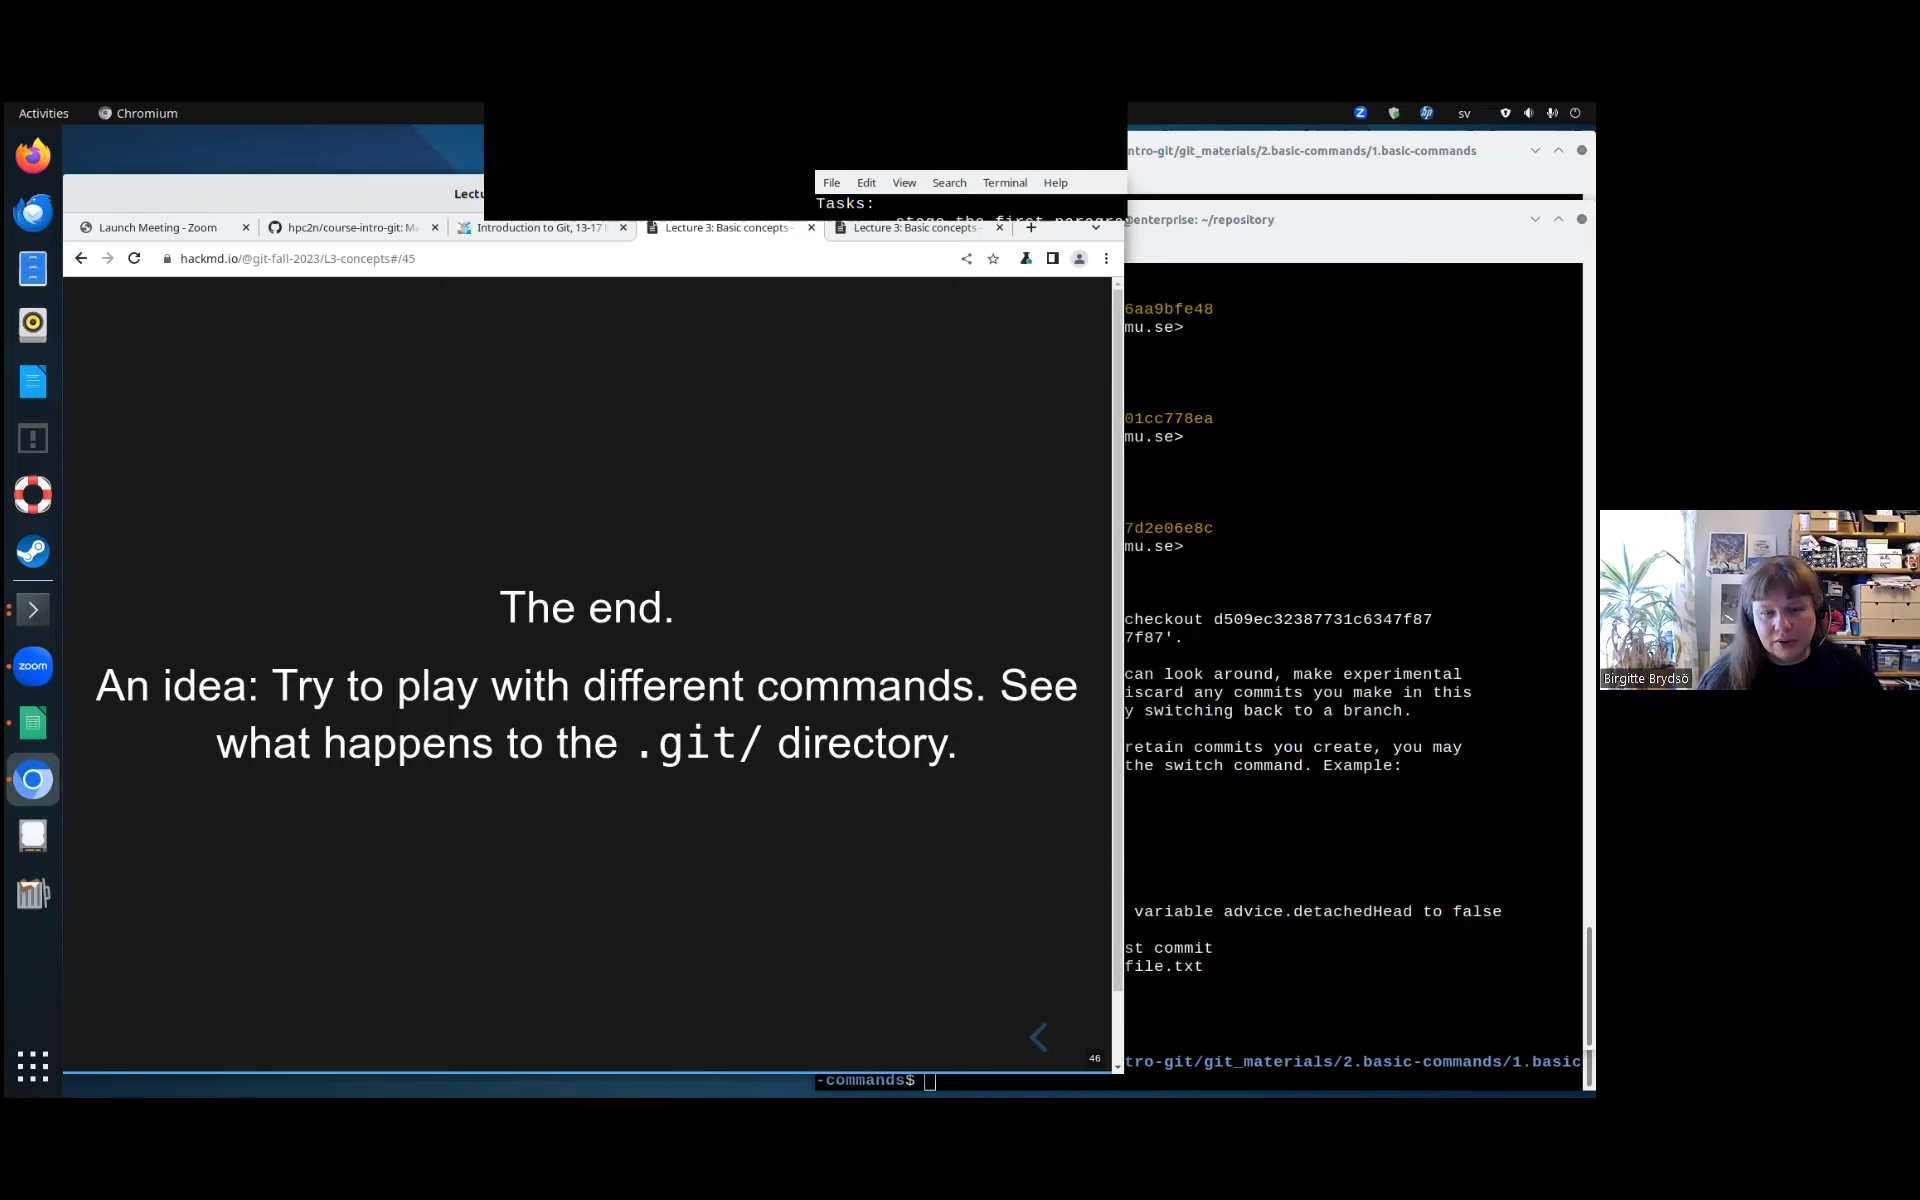 Activities
Chromium
sv
ntro-git/git_materials/2.basic-commands/1.basic-commands
File Edit View Search Terminal Help
Tasks:
stage the first paragra
Lectu
enterprise: ~/repository
Launch Meeting - Zoom
hpc2n/course-intro-git: M
Introduction to Git, 13-17
Lecture 3: Basic concepts -
Lecture 3: Basic concepts -
hackmd.io/@git-fall-2023/L3-concepts#/45
The end.
An idea: Try to play with different commands. See
what happens to the .git/ directory.
46
zoom
6aa9bfe48
mu.se>
01cc778ea
mu.se>
7d2e06e8c
mu.se>
checkout d509ec32387731c6347f87
7f87'.
can look around, make experimental
iscard any commits you make in this
y switching back to a branch.
retain commits you create, you may
the switch command. Example:
variable advice.detachedHead to false
st commit
file.txt
tro-git/git_materials/2.basic-commands/1.basic
-commands$
Birgitte Brydsö